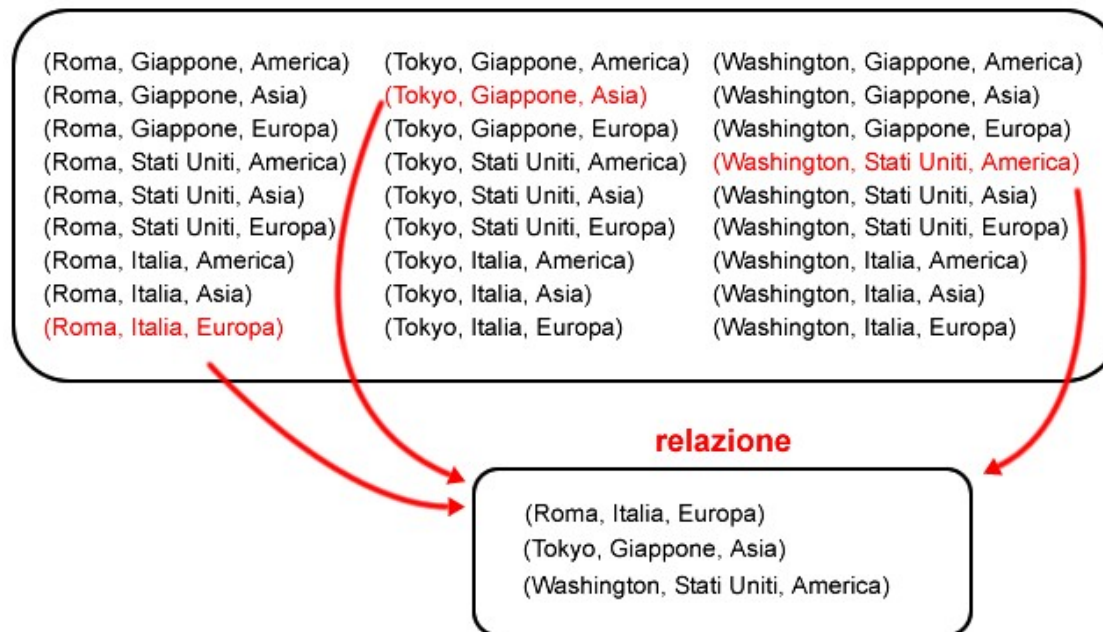 (Roma, Giappone, America)
(Roma, Giappone, Asia)
(Roma, Giappone, Europa)
(Roma, Stati Uniti, America)
(Roma, Stati Uniti, Asia)
(Roma, Stati Uniti, Europa)
(Roma, Italia, America)
(Roma, Italia, Asia)
(Roma, Italia, Europa)
(Tokyo, Giappone, America)
(Tokyo, Giappone, Asia)
(Tokyo, Giappone, Europa)
(Tokyo, Stati Uniti, America)
(Tokyo, Stati Uniti, Asia)
(Tokyo, Stati Uniti, Europa)
(Tokyo, Italia, America)
(Tokyo, Italia, Asia)
(Tokyo, Italia, Europa)
(Washington, Giappone, America)
(Washington, Giappone, Asia)
(Washington, Giappone, Europa)
(Washington, Stati Uniti, America)
(Washington, Stati Uniti, Asia)
(Washington, Stati Uniti, Europa)
(Washington, Italia, America)
(Washington, Italia, Asia)
(Washington, Italia, Europa)
relazione
(Roma, Italia, Europa)
(Tokyo, Giappone, Asia)
(Washington, Stati Uniti, America)